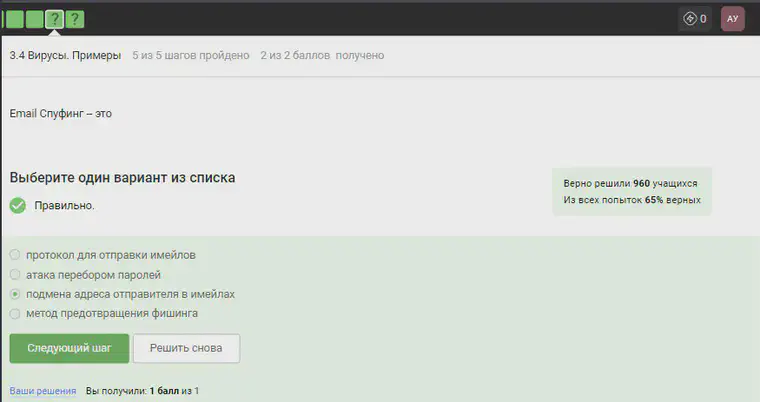 ? ?
0 АУ
3.4 Вирусы. Примеры 5 из 5 шагов пройдено 2 из 2 баллов получено
Email Спуфинг – это
Выберите один вариант из списка
Правильно.
Верно решили 960 учащихся
Из всех попыток 65% верных
протокол для отправки имейлов
атака перебором паролей
подмена адреса отправителя в имейлах
метод предотвращения фишинга
Следующий шаг Решить снова
Ваши решения Вы получили: 1 балл из 1